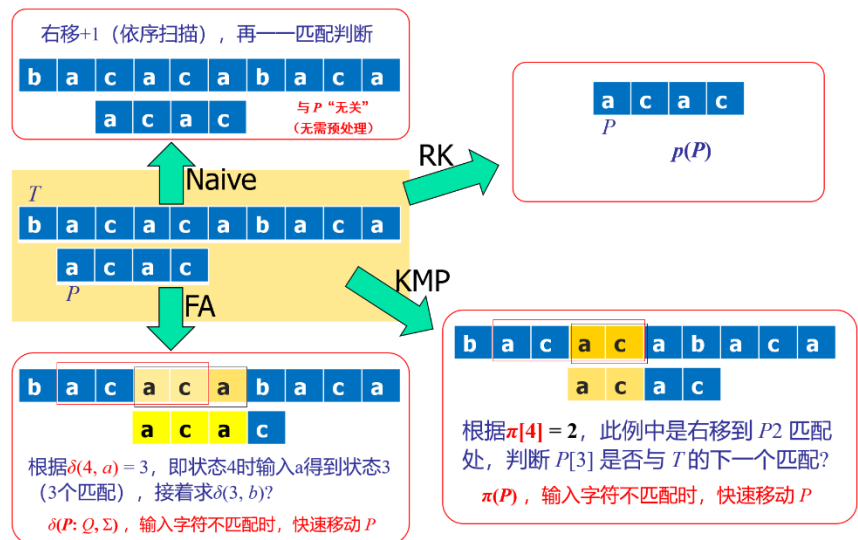 右移+1（依序扫描），再一一匹配判断
b a c a c a b a c a
a c a c
与 P “无关”
（无需预处理）
a c a c
P
p(P)
Naive
RK
T
b a c a c a b a c a
a c a c
P
FA
KMP
b a c a c a b a c a
a c a c
根据δ(4, a) = 3，即状态4时输入a得到状态3
（3个匹配），接着求δ(3, b)?
δ(P: Q, Σ) ，输入字符不匹配时，快速移动 P
b a c a c a b a c a
a c a c
根据π[4] = 2，此例中是右移到 P2 匹配
处，判断 P[3] 是否与 T 的下一个匹配?
π(P) ，输入字符不匹配时，快速移动 P